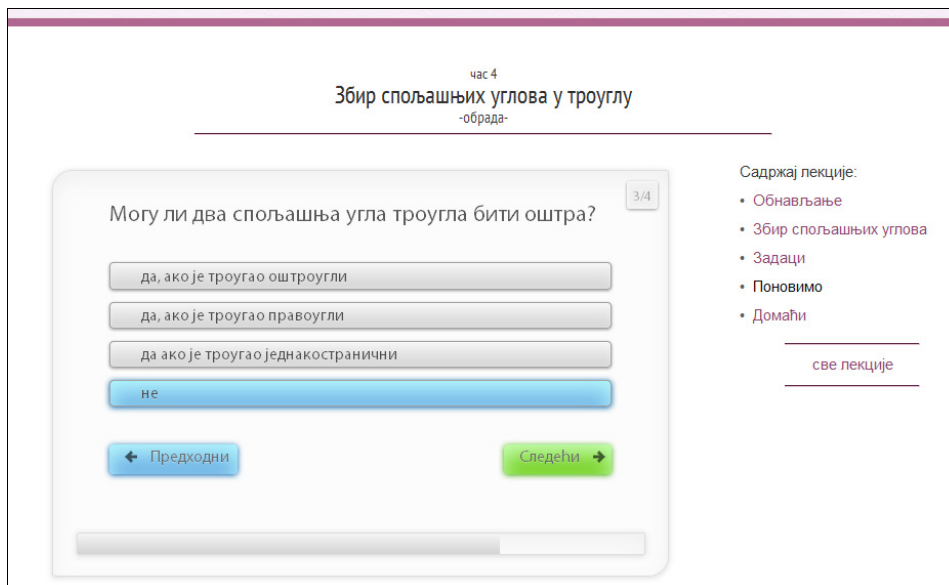 час 4
Збир спољашњих углова у троуглу
-обрада-
3/4
Могу ли два спољашња угла троугла бити оштра?
да, ако је троугао оштроугли
да, ако је троугао правоугли
да ако је троугао једнакостранични
не
Предходни
Следећи
Садржај лекције:
• Обнављање
• Збир спољашњих углова
• Задаци
• Поновимо
• Домаћи
све лекције